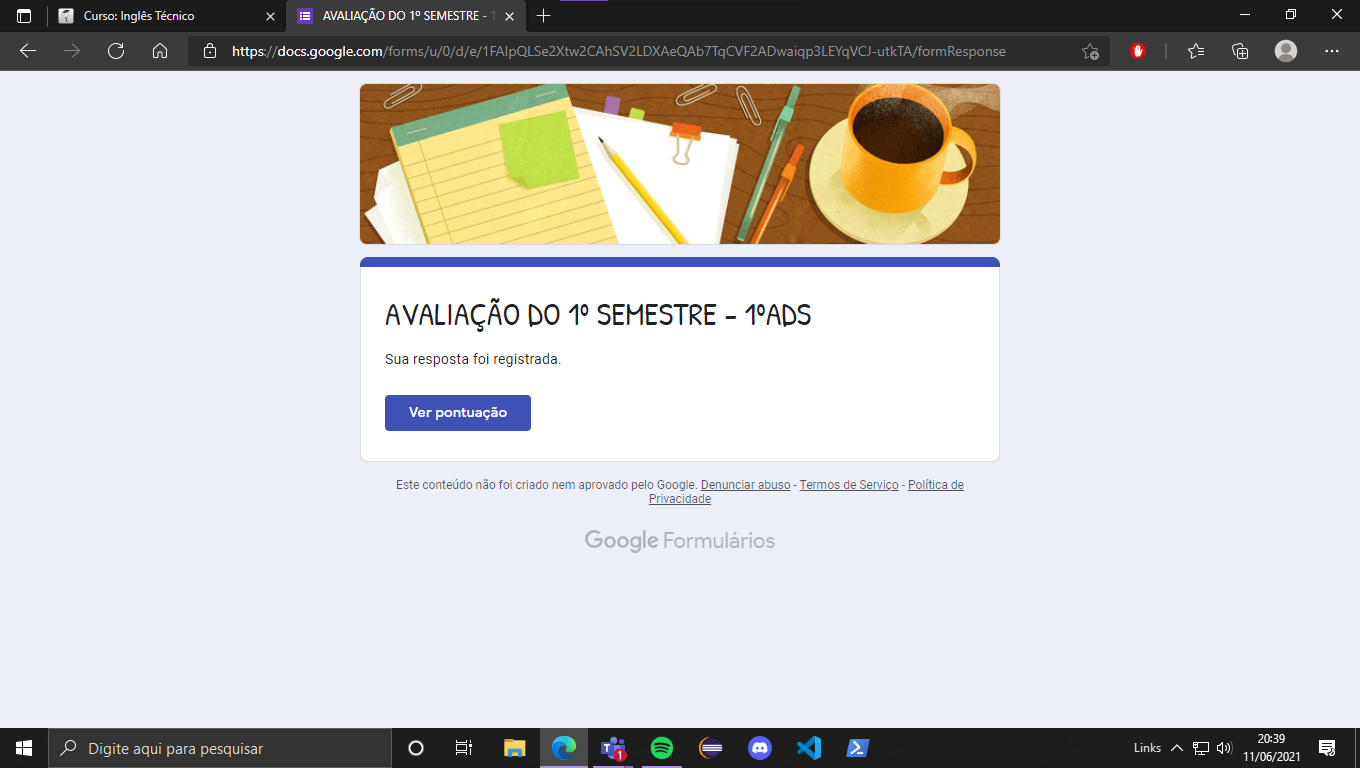 Curso: Inglês Técnico
AVALIAÇÃO DO 1º SEMESTRE - 1
https://docs.google.com/forms/u/0/d/e/1FAIpQLSe2Xtw2CAhSV2LDXAeQAb7TqCVF2ADwaiqp3LEYqVCJ-utkTA/formResponse
AVALIAÇÃO DO 1º SEMESTRE - 1ºADS
Sua resposta foi registrada.
Ver pontuação
Este conteúdo não foi criado nem aprovado pelo Google. Denunciar abuso - Termos de Serviço - Política de
Privacidade
Google Formulários
Digite aqui para pesquisar
1
Links
20:39
11/06/2021